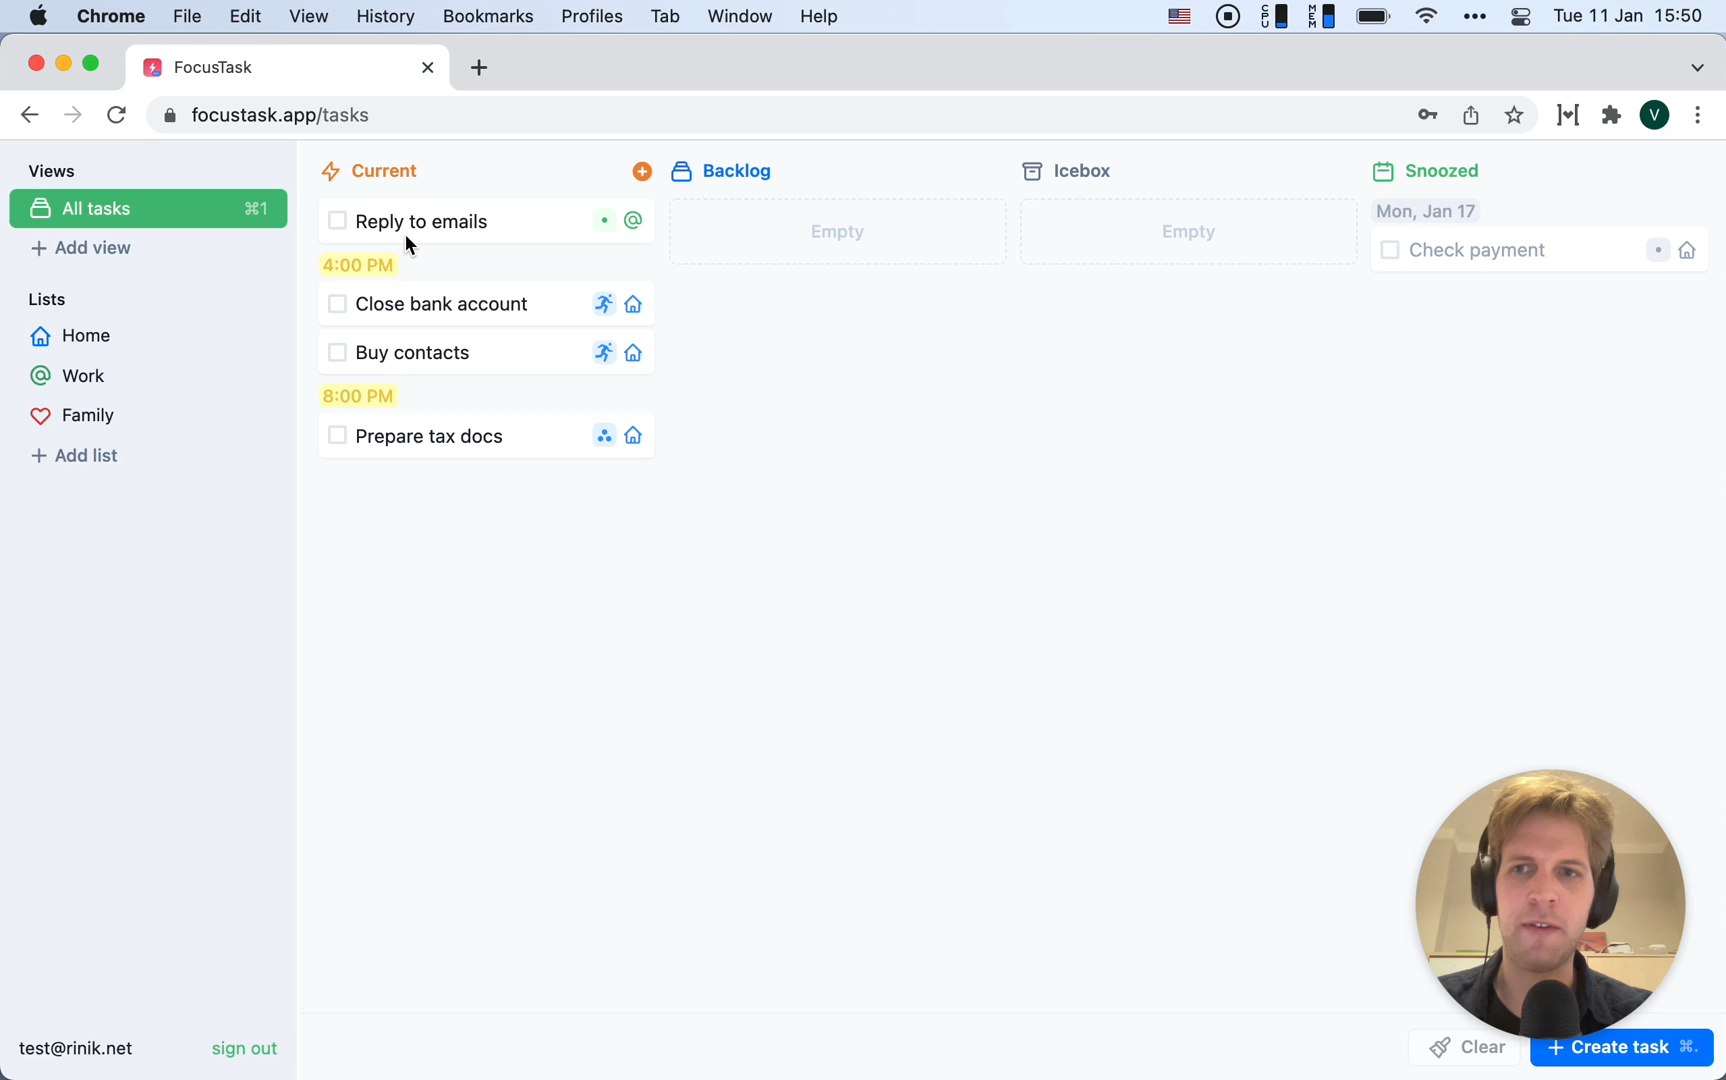 Chrome File Edit View History Bookmarks Profiles Tab Window Help CPU MEM Tue 11 Jan 15:50
FocusTask
focustask.app/tasks V
Views
All tasks ⌘1
+ Add view
Lists
Home
Work
Family
+ Add list
test@rinik.net sign out
Current
Reply to emails
4:00 PM
Close bank account
Buy contacts
8:00 PM
Prepare tax docs
Backlog
Empty
Icebox
Empty
Snoozed
Mon, Jan 17
Check payment
Clear
+ Create task ⌘.